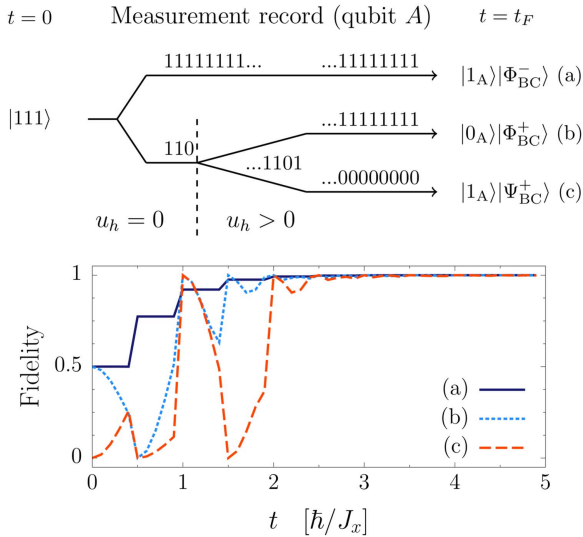 t = 0 Measurement record (qubit A) t = t_F
11111111... ...11111111 |1_A⟩|Φ⁻_BC⟩ (a)
|111⟩
...11111111 |0_A⟩|Φ⁺_BC⟩ (b)
110
...1101
...00000000 |1_A⟩|Ψ⁺_BC⟩ (c)
u_h = 0 u_h > 0
1
0.5
0
Fidelity
(a)
(b)
(c)
0 1 2 3 4 5
t [ħ/J_x]